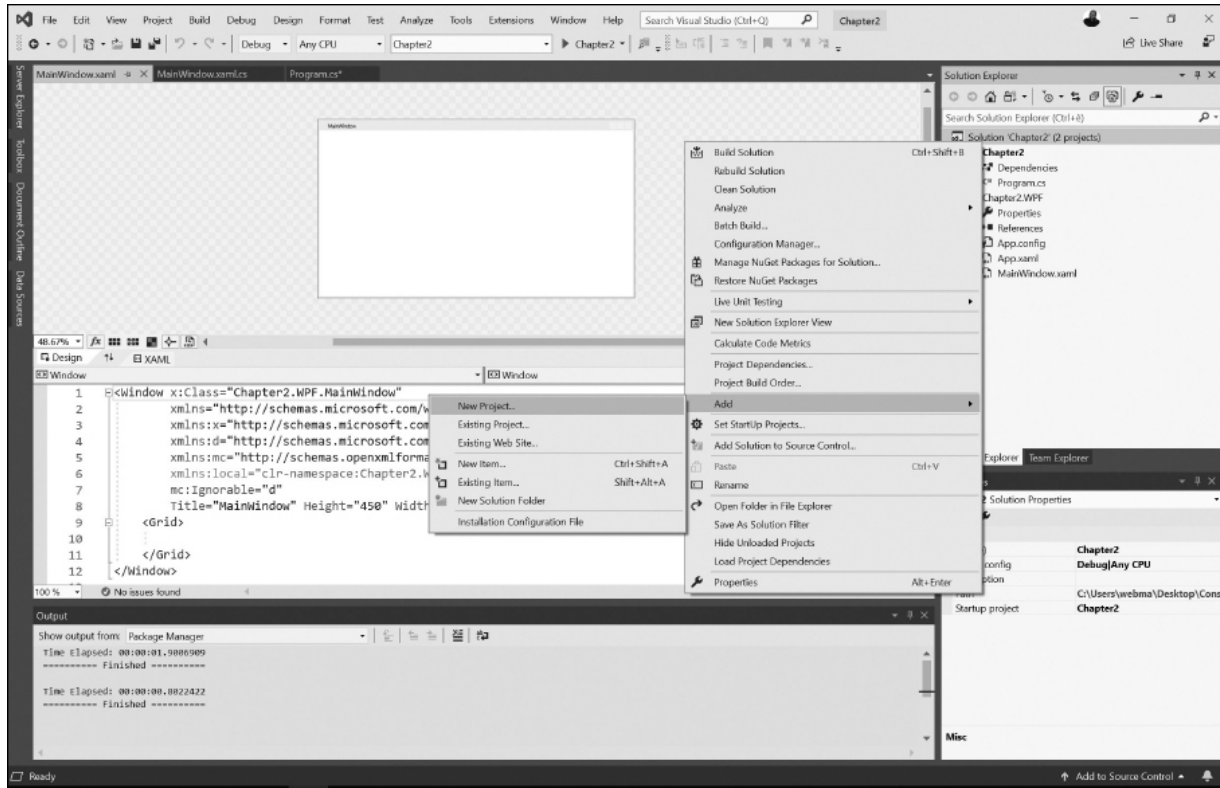 File Edit View Project Build Debug Design Format Test Analyze Tools Extensions Window Help Search Visual Studio (Ctrl+Q) Chapter2
Debug Any CPU Chapter2 Chapter2 Live Share
Server Explorer
Toolbox
Document Outline
Data Sources
MainWindow.xaml MainWindow.xaml.cs Program.cs*
MainWindow
48.67%
Design XAML
Window Window
1 <Window x:Class="Chapter2.WPF.MainWindow"
2 xmlns="http://schemas.microsoft.com/w
3 xmlns:x="http://schemas.microsoft.com
4 xmlns:d="http://schemas.microsoft.com
5 xmlns:mc="http://schemas.openxmlforma
6 xmlns:local="clr-namespace:Chapter2.W
7 mc:Ignorable="d"
8 Title="MainWindow" Height="450" Width
9 <Grid>
10
11 </Grid>
12 </Window>
100 % No issues found
New Project...
Existing Project...
Existing Web Site...
New Item... Ctrl+Shift+A
Existing Item... Shift+Alt+A
New Solution Folder
Installation Configuration File
Build Solution Ctrl+Shift+B
Rebuild Solution
Clean Solution
Analyze
Batch Build...
Configuration Manager...
Manage NuGet Packages for Solution...
Restore NuGet Packages
Live Unit Testing
New Solution Explorer View
Calculate Code Metrics
Project Dependencies...
Project Build Order...
Add
Set StartUp Projects...
Add Solution to Source Control...
Paste Ctrl+V
Rename
Open Folder in File Explorer
Save As Solution Filter
Hide Unloaded Projects
Load Project Dependencies
Properties Alt+Enter
Solution Explorer
Search Solution Explorer (Ctrl+è)
Solution 'Chapter2' (2 projects)
Chapter2
Dependencies
Program.cs
Chapter2.WPF
Properties
References
App.config
App.xaml
MainWindow.xaml
Explorer Team Explorer
Solution Properties
Chapter2
config Debug|Any CPU
ption
C:\Users\webma\Desktop\Cons
Startup project Chapter2
Misc
Output
Show output from: Package Manager
Time Elapsed: 00:00:01.9006909
========== Finished ==========
Time Elapsed: 00:00:00.0022422
========== Finished ==========
Ready Add to Source Control